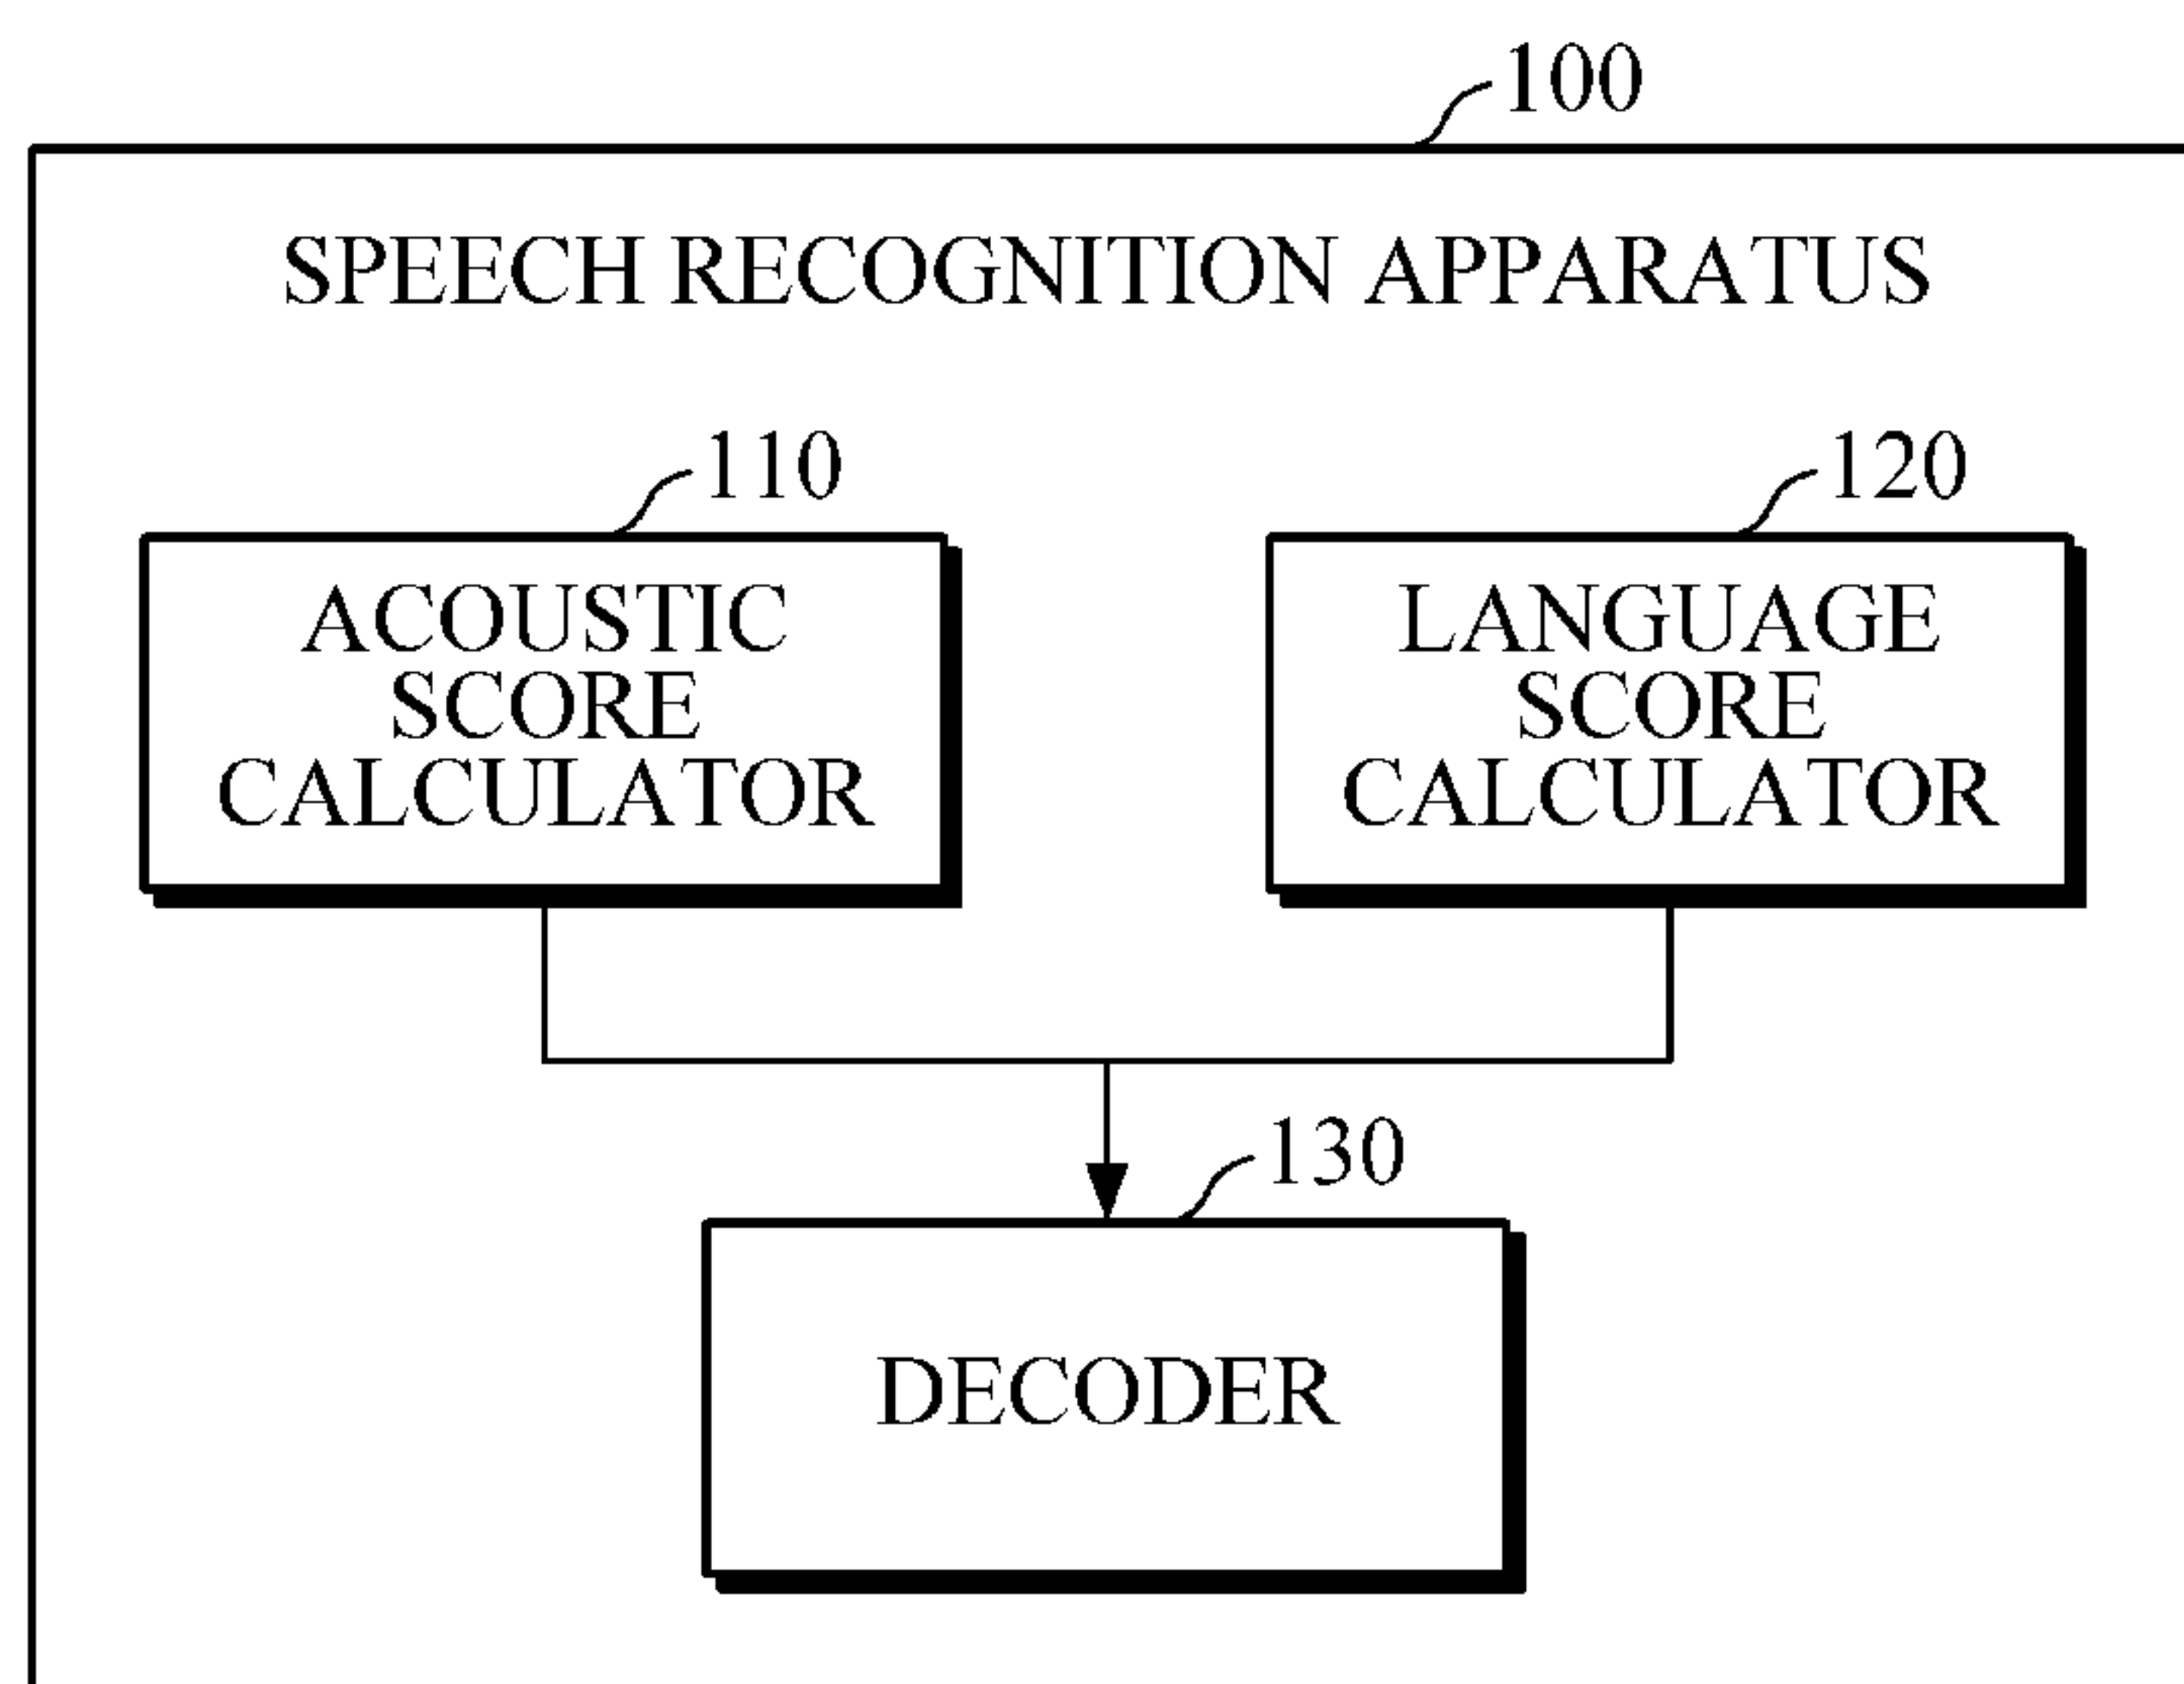 100
SPEECH RECOGNITION APPARATUS
110
120
ACOUSTIC
SCORE
CALCULATOR
LANGUAGE
SCORE
CALCULATOR
130
DECODER